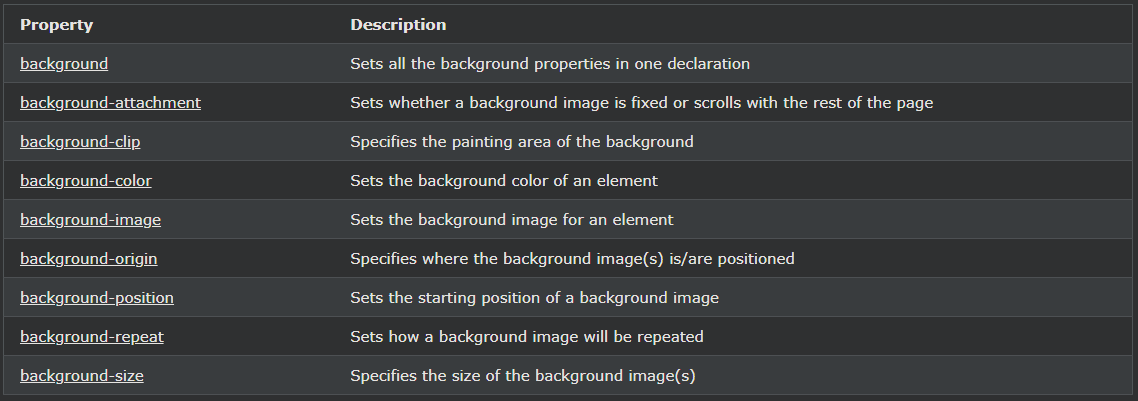 Property Description
background Sets all the background properties in one declaration
background-attachment Sets whether a background image is fixed or scrolls with the rest of the page
background-clip Specifies the painting area of the background
background-color Sets the background color of an element
background-image Sets the background image for an element
background-origin Specifies where the background image(s) is/are positioned
background-position Sets the starting position of a background image
background-repeat Sets how a background image will be repeated
background-size Specifies the size of the background image(s)